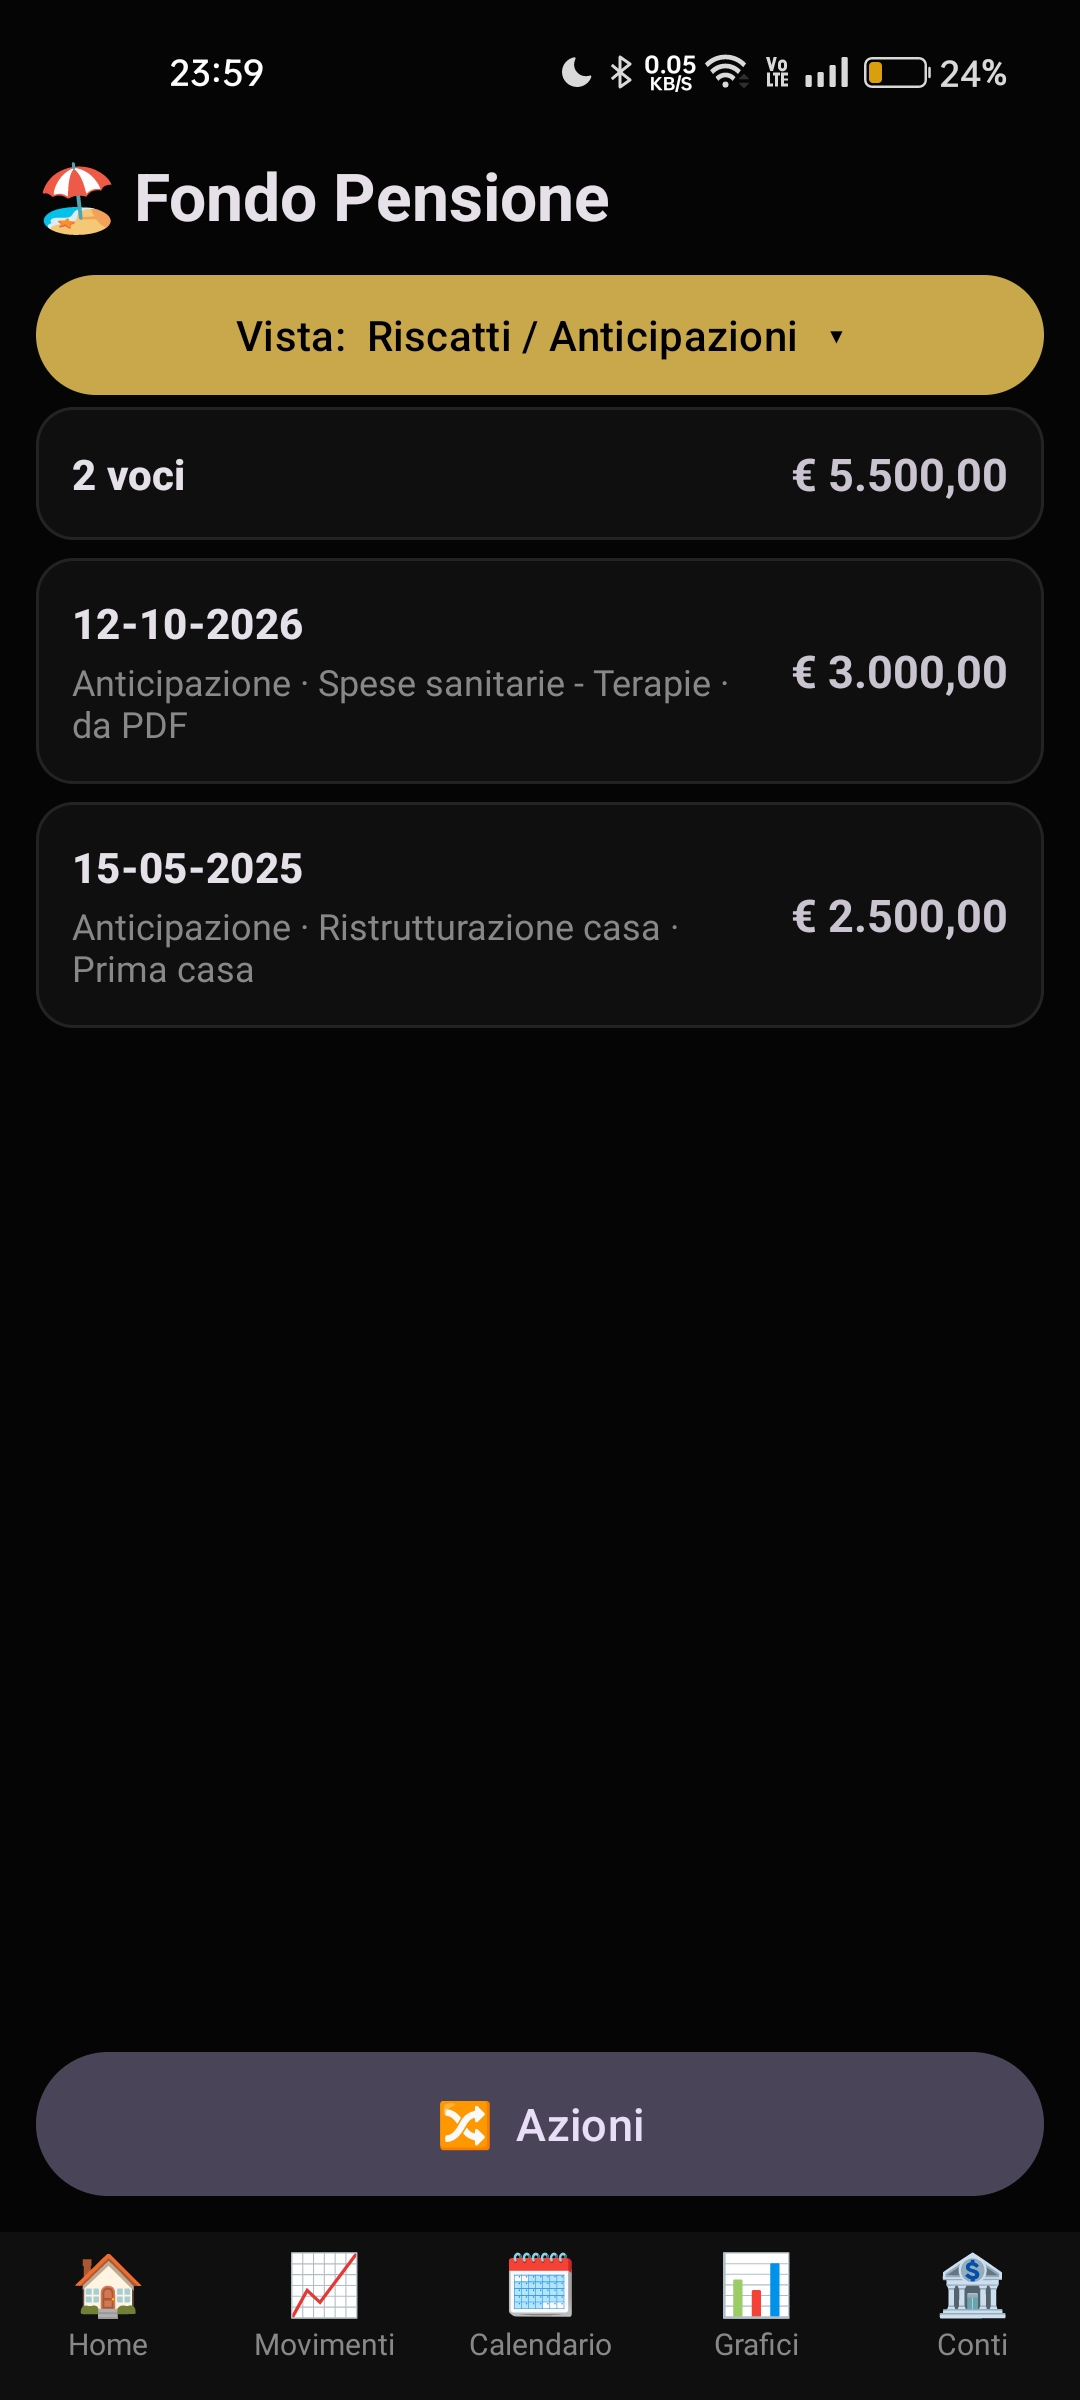 23:59
0.05 KB/S
Vo LTE
24%
Fondo Pensione
Vista: Riscatti / Anticipazioni ▾
2 voci
€ 5.500,00
12-10-2026
Anticipazione · Spese sanitarie - Terapie ·
da PDF
€ 3.000,00
15-05-2025
Anticipazione · Ristrutturazione casa ·
Prima casa
€ 2.500,00
Azioni
Home
Movimenti
Calendario
Grafici
Conti